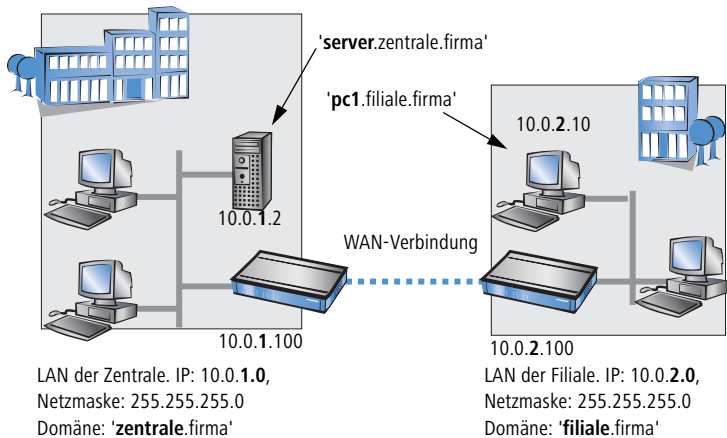 'server.zentrale.firma'
'pc1.filiale.firma'
10.0.2.10
10.0.1.2
WAN-Verbindung
10.0.1.100
10.0.2.100
LAN der Zentrale. IP: 10.0.1.0,
Netzmaske: 255.255.255.0
Domäne: 'zentrale.firma'
LAN der Filiale. IP: 10.0.2.0,
Netzmaske: 255.255.255.0
Domäne: 'filiale.firma'